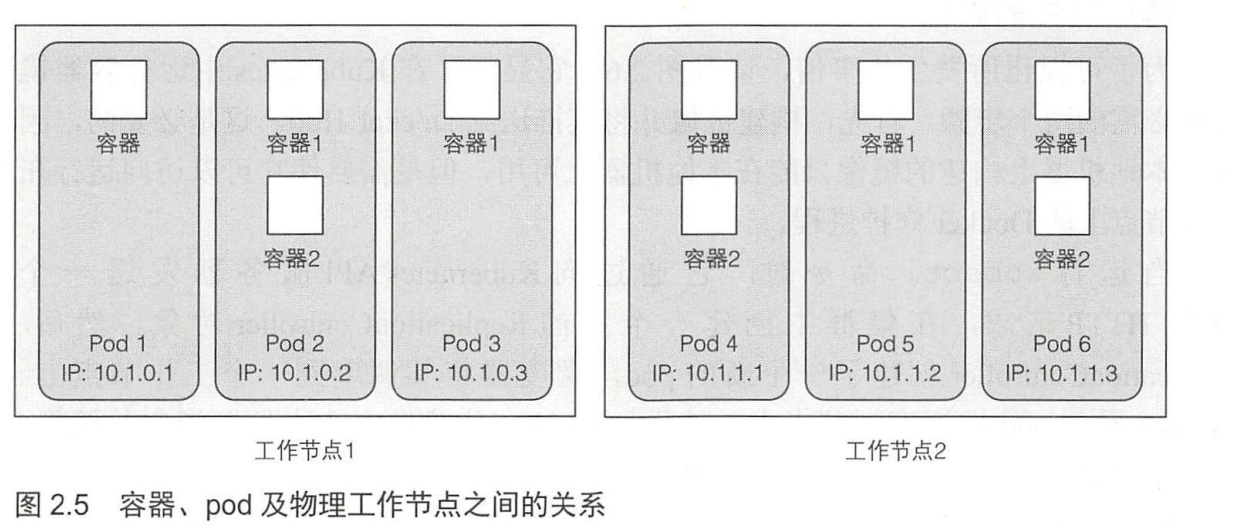 容器
容器1
容器1
容器2
Pod 1
IP: 10.1.0.1
Pod 2
IP: 10.1.0.2
Pod 3
IP: 10.1.0.3
工作节点1
容器
容器1
容器1
容器2
容器2
Pod 4
IP: 10.1.1.1
Pod 5
IP: 10.1.1.2
Pod 6
IP: 10.1.1.3
工作节点2
图 2.5 容器、pod 及物理工作节点之间的关系